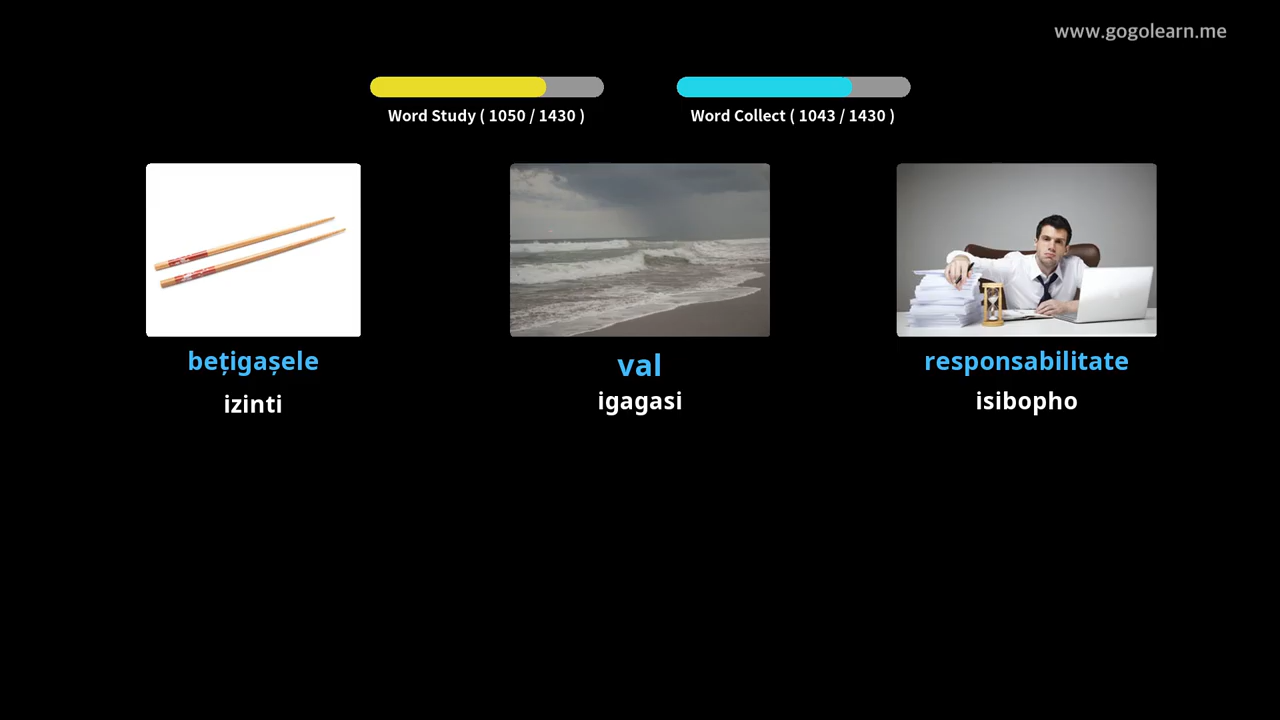 www.gogolearn.me
Word Study ( 1050 / 1430 )
Word Collect ( 1043 / 1430 )
bețigașele
val
responsabilitate
izinti
igagasi
isibopho